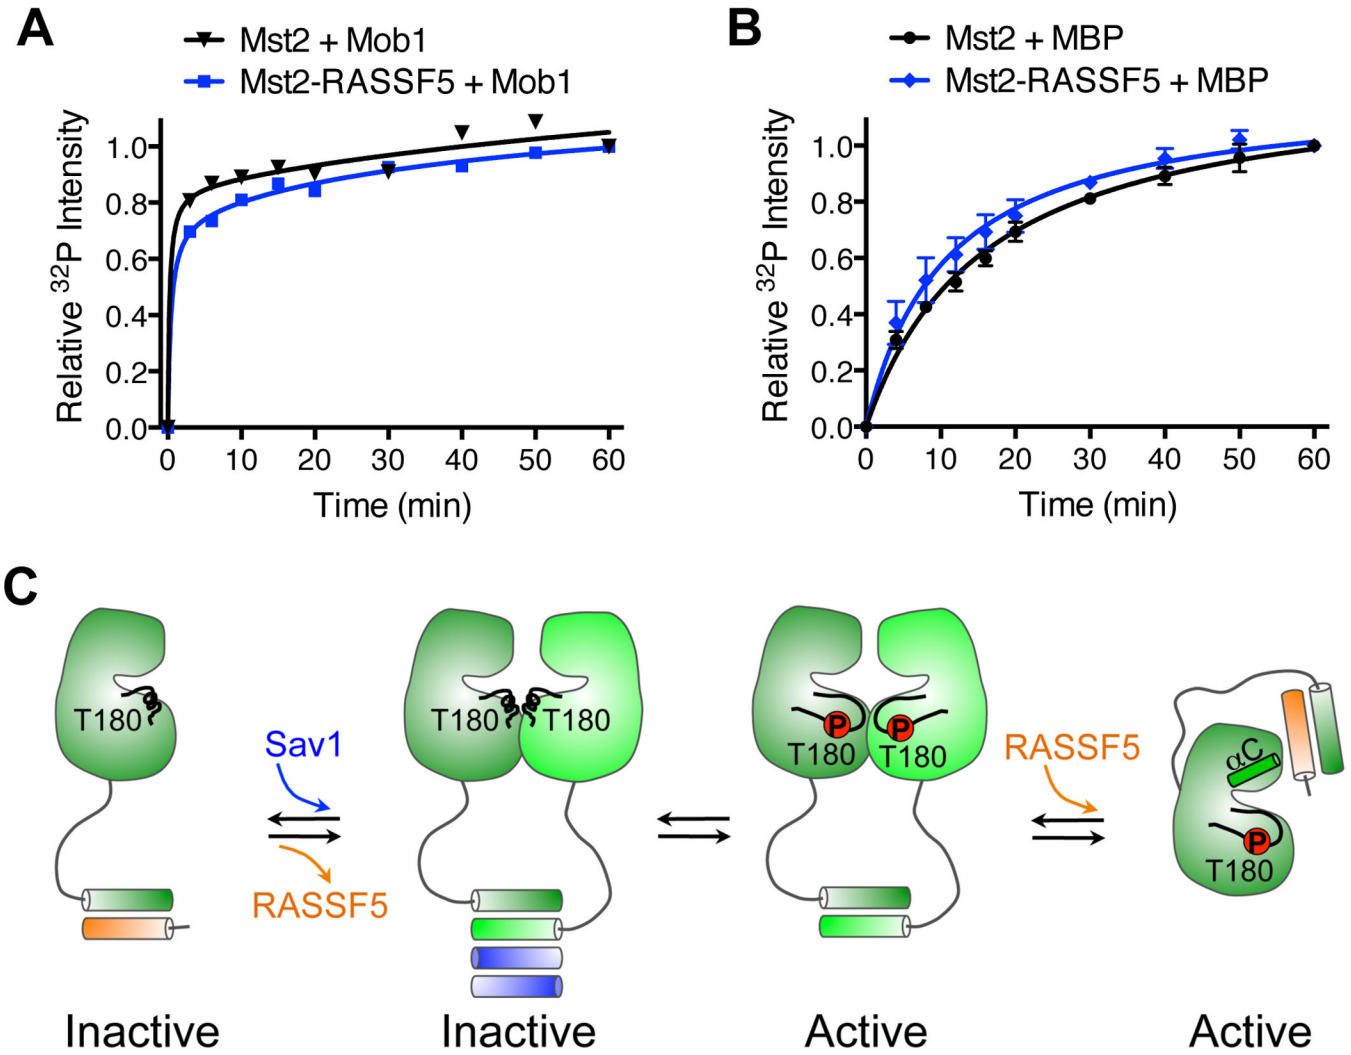 A
Mst2 + Mob1
Mst2-RASSF5 + Mob1
Relative ³²P Intensity
1.0
0.8
0.6
0.4
0.2
0.0
0 10 20 30 40 50 60
Time (min)
B
Mst2 + MBP
Mst2-RASSF5 + MBP
Relative ³²P Intensity
1.0
0.8
0.6
0.4
0.2
0.0
0 10 20 30 40 50 60
Time (min)
C
T180
Sav1
RASSF5
Inactive
T180 T180
Inactive
P P
T180 T180
Active
RASSF5
αC
P
T180
Active